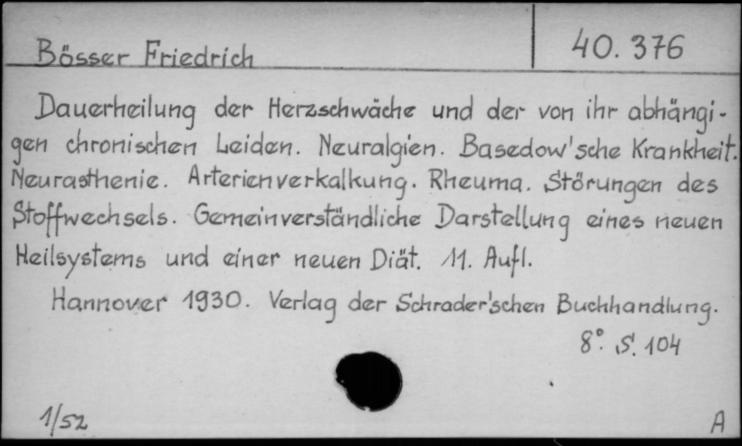 Bösser Friedrich
40. 376
Dauerheilung der Herzschwäche und der von ihr abhängi-
gen chronischen Leiden. Neuralgien. Basedow'sche Krankheit.
Neurasthenie. Arterienverkalkung. Rheuma. Störungen des
Stoffwechsels. Gemeinverständliche Darstellung eines neuen
Heilsystems und einer neuen Diät. 11. Aufl.
Hannover 1930. Verlag der Schrader'schen Buchhandlung.
8° S. 104
1/52
A